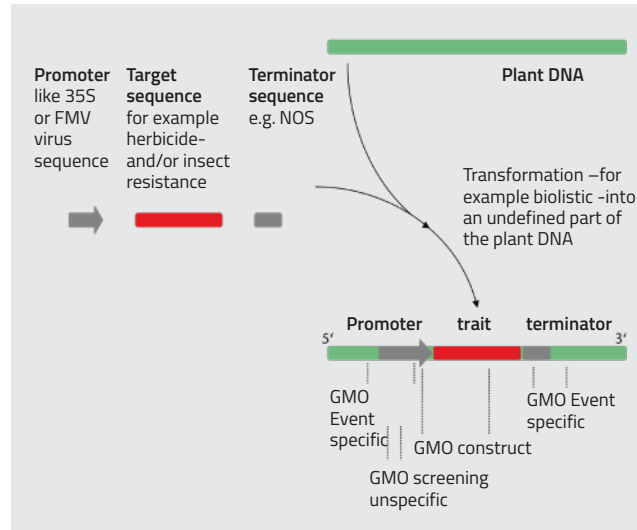 Promoter
like 35S
or FMV
virus
sequence
Target
sequence
for example
herbicide-
and/or insect
resistance
Terminator
sequence
e.g. NOS
Plant DNA
Transformation –for
example biolistic -into
an undefined part of
the plant DNA
5‘ Promoter trait terminator 3‘
GMO
Event
specific
GMO Event
specific
GMO construct
GMO screening
unspecific